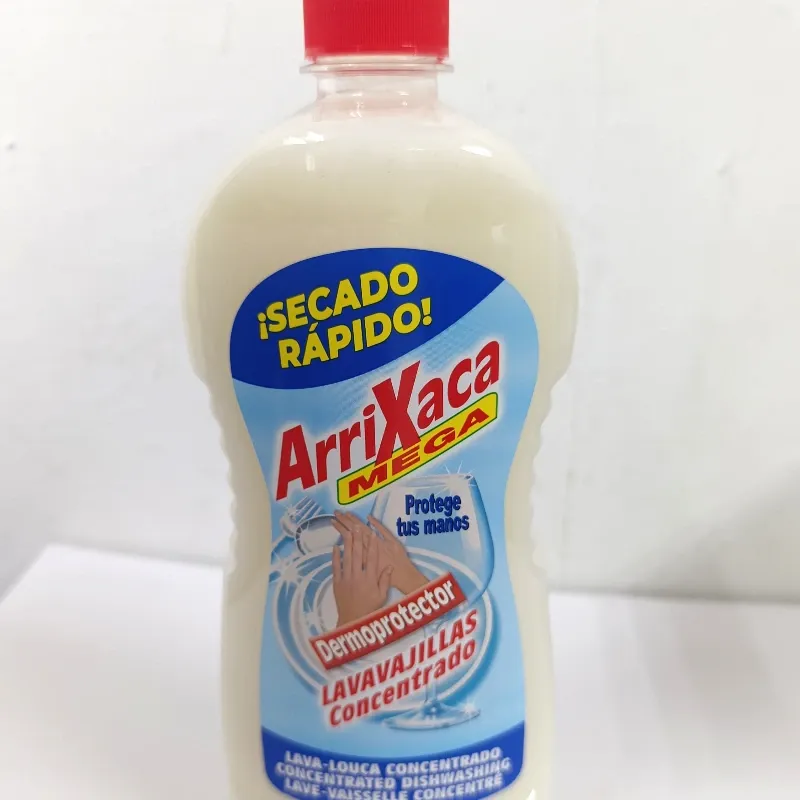 ¡SECADO
RÁPIDO!
ArriXaca
MEGA
Protege
tus manos
Dermoprotector
LAVAVAJILLAS
Concentrado
LAVA-LOUCA CONCENTRADO
CONCENTRATED DISHWASHING
LAVE-VAISSELLE CONCENTRÉ